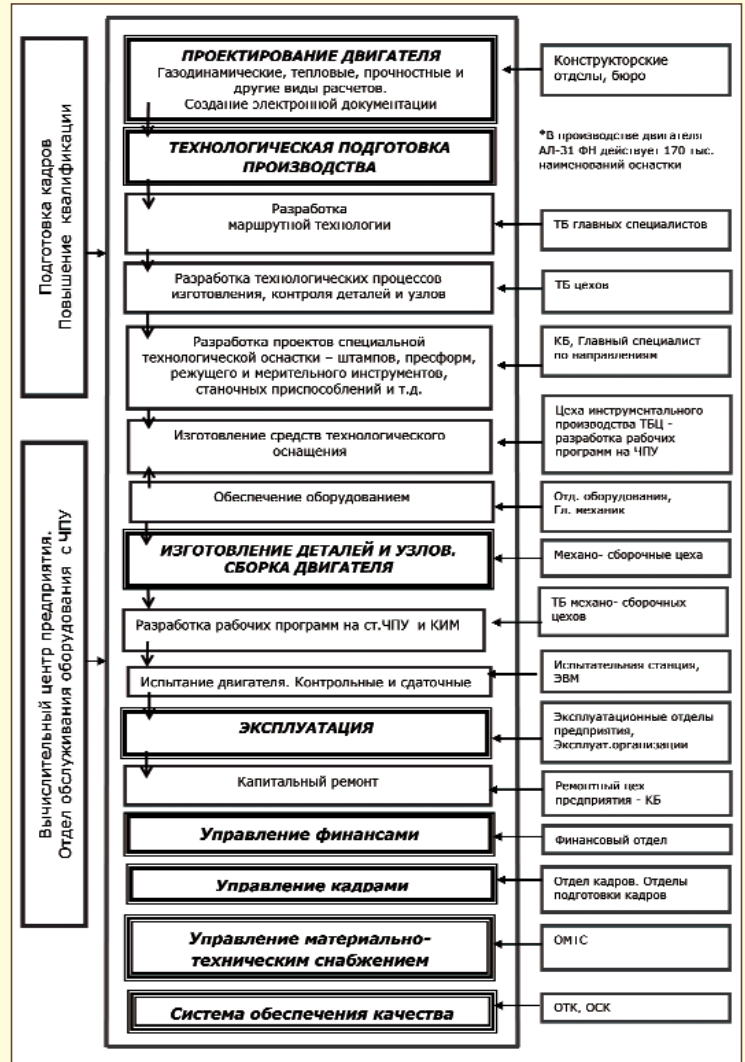 Подготовка кадров
Повышение квалификации
Вычислительный центр предприятия.
Отдел обслуживания оборудования с ЧПУ
ПРОЕКТИРОВАНИЕ ДВИГАТЕЛЯ
Газодинамические, тепловые, прочностные и
другие виды расчетов.
Создание электронной документации
Конструкторские
отделы, бюро
*В производстве двигателя
АЛ-31 ФН действует 170 тыс.
наименований оснастки
ТЕХНОЛОГИЧЕСКАЯ ПОДГОТОВКА
ПРОИЗВОДСТВА
Разработка
маршрутной технологии
ТБ главных специалистов
Разработка технологических процессов
изготовления, контроля деталей и узлов
ТБ цехов
Разработка проектов специальной
технологической оснастки – штампов, пресформ,
режущего и мерительного инструментов,
станочных приспособлений и т.д.
КБ, Главный специалист
по направлениям
Изготовление средств технологического
оснащения
Цеха инструментального
производства ТБЦ -
разработка рабочих
программ на ЧПУ
Обеспечение оборудованием
Отд. оборудования,
Гл. механик
ИЗГОТОВЛЕНИЕ ДЕТАЛЕЙ И УЗЛОВ.
СБОРКА ДВИГАТЕЛЯ
Механо- сборочные цеха
Разработка рабочих программ на ст.ЧПУ и КИМ
ТБ механо- сборочных
цехов
Испытание двигателя. Контрольные и сдаточные
Испытательная станция,
ЭВМ
ЭКСПЛУАТАЦИЯ
Эксплуатационные отделы
предприятия,
Эксплуат.организации
Капитальный ремонт
Ремонтный цех
предприятия - КБ
Управление финансами
Финансовый отдел
Управление кадрами
Отдел кадров. Отделы
подготовки кадров
Управление материально-
техническим снабжением
ОМТС
Система обеспечения качества
ОТК, ОСК